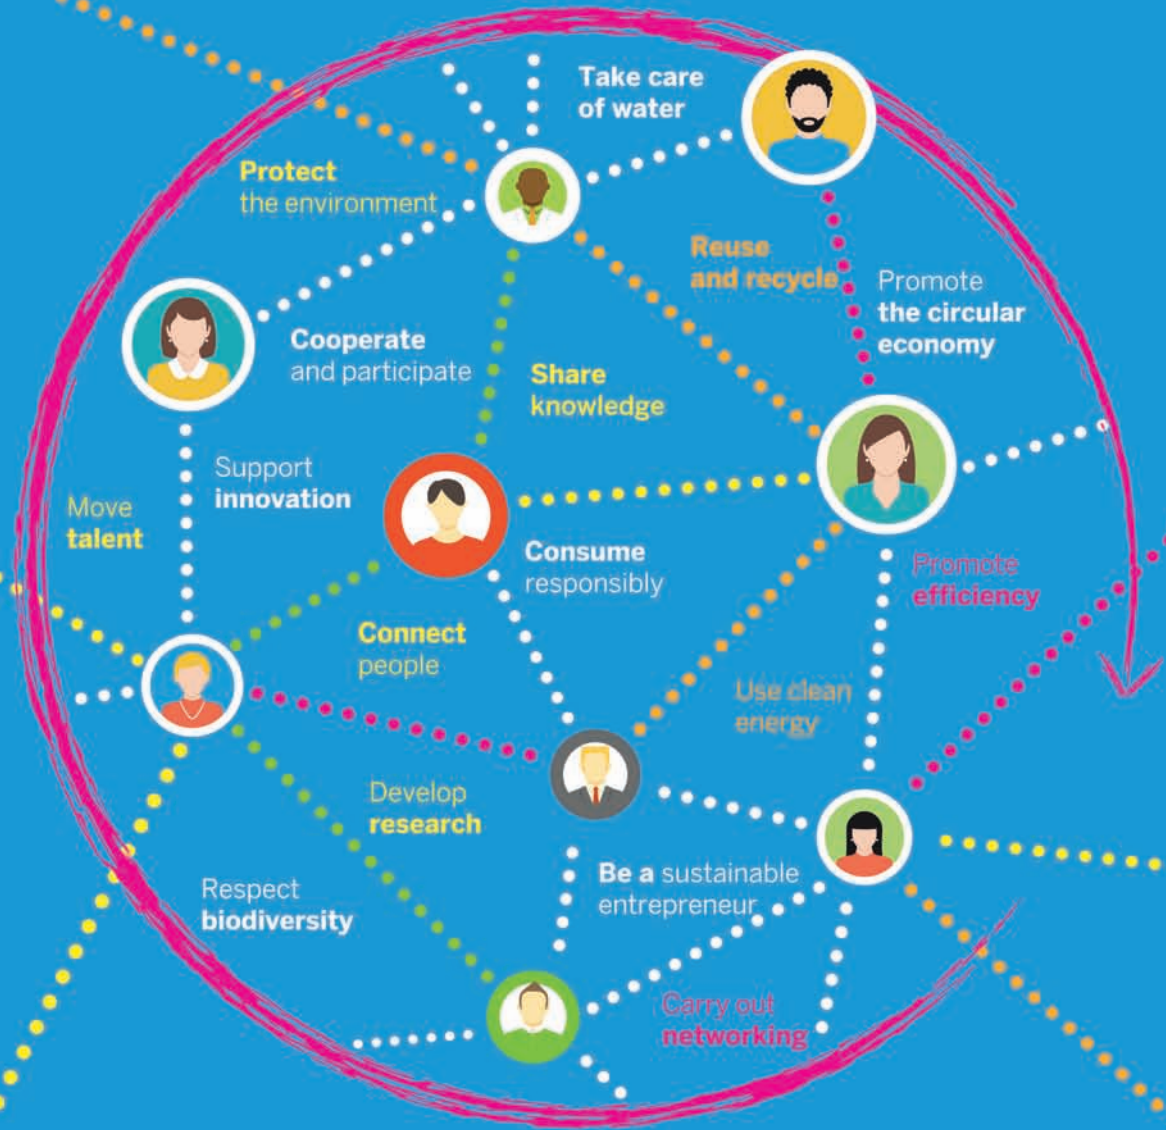 Take care
of water
Protect
the environment
Reuse
and recycle
Promote
the circular
economy
Cooperate
and participate
Share
knowledge
Support
innovation
Move
talent
Consume
responsibly
Promote
efficiency
Connect
people
Use clean
energy
Develop
research
Be a sustainable
entrepreneur
Respect
biodiversity
Carry out
networking